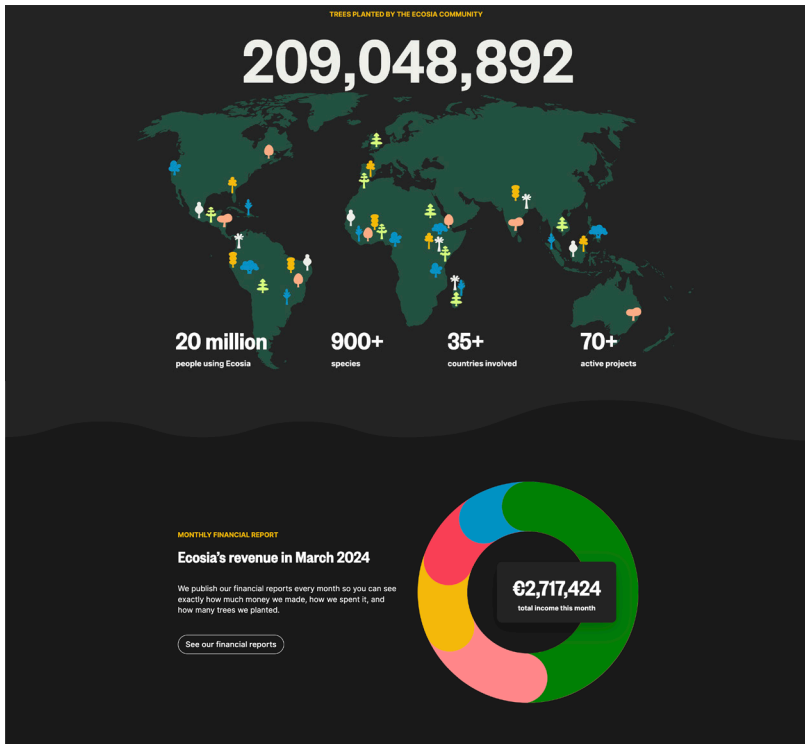 TREES PLANTED BY THE ECOSIA COMMUNITY
209,048,892
20 million
people using Ecosia
900+
species
35+
countries involved
70+
active projects
MONTHLY FINANCIAL REPORT
Ecosia's revenue in March 2024
We publish our financial reports every month so you can see
exactly how much money we made, how we spent it, and
how many trees we planted.
See our financial reports
€2,717,424
total income this month